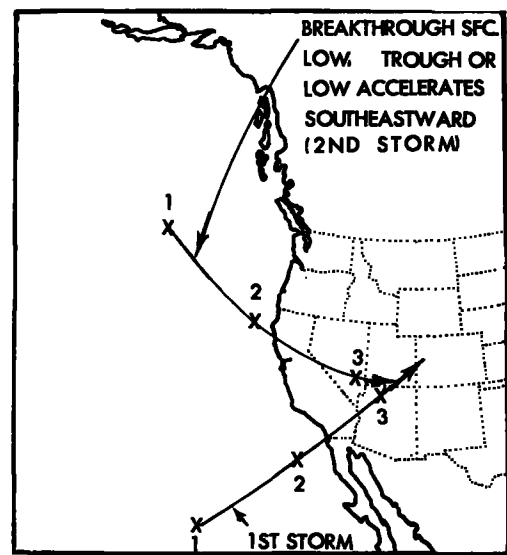 BREAKTHROUGH SFC.
LOW, TROUGH OR
LOW ACCELERATES
SOUTHEASTWARD
(2ND STORM)
1
2
3
3
2
1
1ST STORM